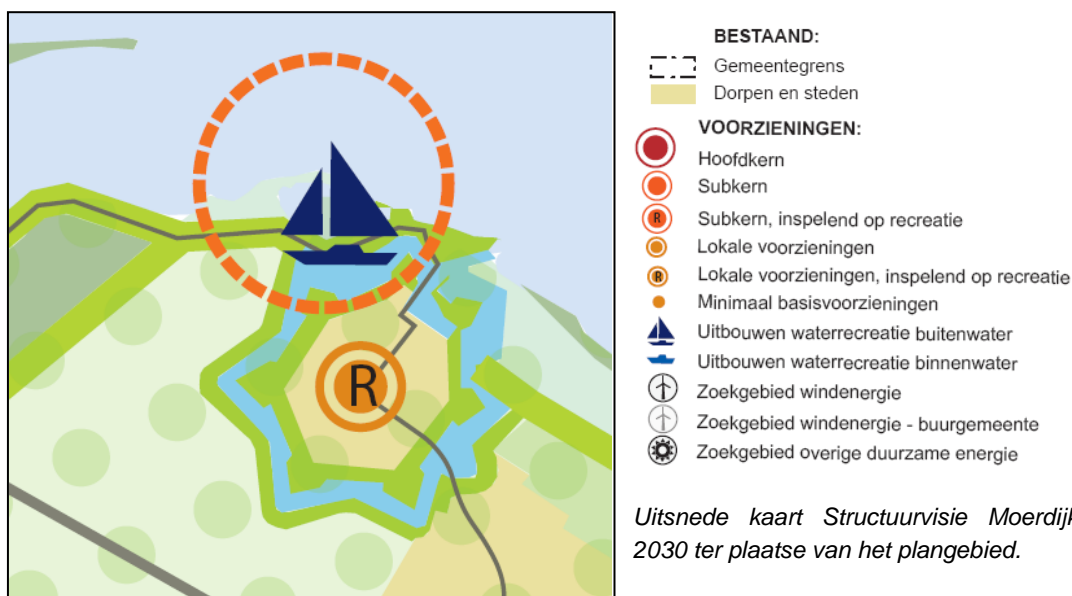 R
BESTAAND:
Gemeentegrens
Dorpen en steden
VOORZIENINGEN:
Hoofdkern
Subkern
R Subkern, inspelend op recreatie
Lokale voorzieningen
R Lokale voorzieningen, inspelend op recreatie
Minimaal basisvoorzieningen
Uitbouwen waterrecreatie buitenwater
Uitbouwen waterrecreatie binnenwater
Zoekgebied windenergie
Zoekgebied windenergie - buurgemeente
Zoekgebied overige duurzame energie
Uitsnede kaart Structuurvisie Moerdijk
2030 ter plaatse van het plangebied.